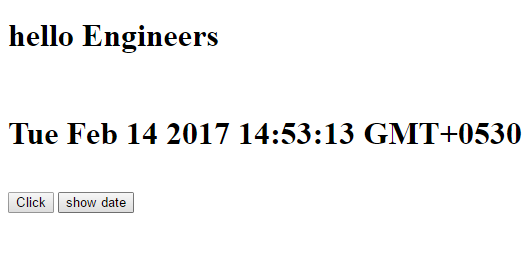 hello Engineers
Tue Feb 14 2017 14:53:13 GMT+0530
Click show date